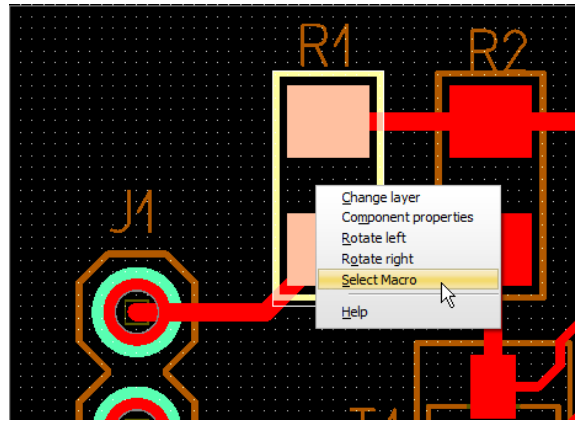 R1
R2
J1
Change layer
Component properties
Rotate left
Rotate right
Select Macro
Help